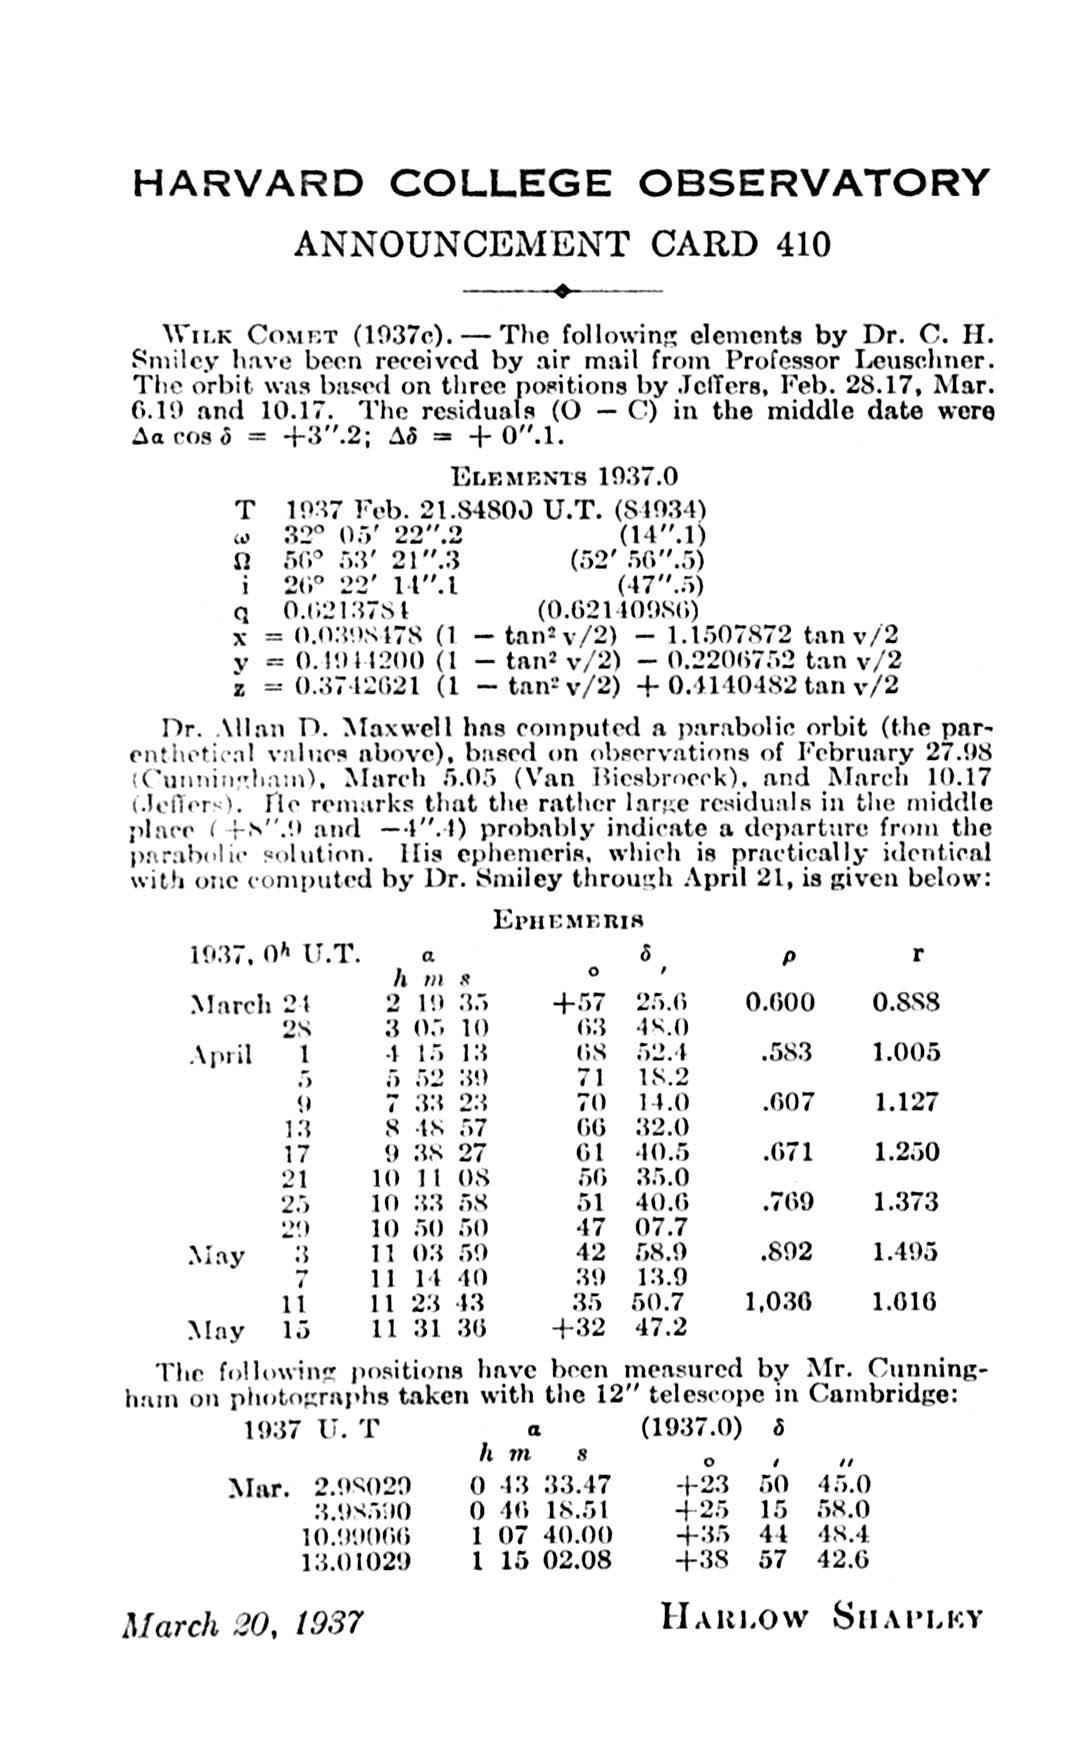 HARVARD COLLEGE OBSERVATORY
ANNOUNCEMENT CARD 410
WILK COMET (1937c). — The following elements by Dr. C. H.
Smiley have been received by air mail from Professor Leuschner.
The orbit was based on three positions by Jeffers, Feb. 28.17, Mar.
6.19 and 10.17. The residuals (O — C) in the middle date were
Δα cos δ = +3″.2; Δδ = + 0″.1.
ELEMENTS 1937.0
T 1937 Feb. 21.84800 U.T. (84934)
ω 32° 05′ 22″.2 (14″.1)
Ω 56° 53′ 21″.3 (52′ 56″.5)
i 26° 22′ 14″.1 (47″.5)
q 0.6213784 (0.62140986)
x = 0.0398478 (1 — tan² v/2) — 1.1507872 tan v/2
y = 0.4944200 (1 — tan² v/2) — 0.2206752 tan v/2
z = 0.3742621 (1 — tan² v/2) + 0.4140482 tan v/2
Dr. Allan D. Maxwell has computed a parabolic orbit (the par-
enthetical values above), based on observations of February 27.98
(Cunningham), March 5.05 (Van Biesbroeck), and March 10.17
(Jeffers). He remarks that the rather large residuals in the middle
place (+8″.9 and —4″.4) probably indicate a departure from the
parabolic solution. His ephemeris, which is practically identical
with one computed by Dr. Smiley through April 21, is given below:
EPHEMERIS
1937, 0ʰ U.T. α δ ρ r
h m s ° ′
March 24 2 19 35 +57 25.6 0.600 0.888
28 3 05 10 63 48.0
April 1 4 15 13 68 52.4 .583 1.005
5 5 52 39 71 18.2
9 7 33 23 70 14.0 .607 1.127
13 8 48 57 66 32.0
17 9 38 27 61 40.5 .671 1.250
21 10 11 08 56 35.0
25 10 33 58 51 40.6 .769 1.373
29 10 50 50 47 07.7
May 3 11 03 59 42 58.9 .892 1.495
7 11 14 40 39 13.9
11 11 23 43 35 50.7 1,036 1.616
May 15 11 31 36 +32 47.2
The following positions have been measured by Mr. Cunning-
ham on photographs taken with the 12″ telescope in Cambridge:
1937 U. T α (1937.0) δ
h m s ° ′ ″
Mar. 2.98029 0 43 33.47 +23 50 45.0
3.98590 0 46 18.51 +25 15 58.0
10.99066 1 07 40.00 +35 44 48.4
13.01029 1 15 02.08 +38 57 42.6
March 20, 1937 HARLOW SHAPLEY